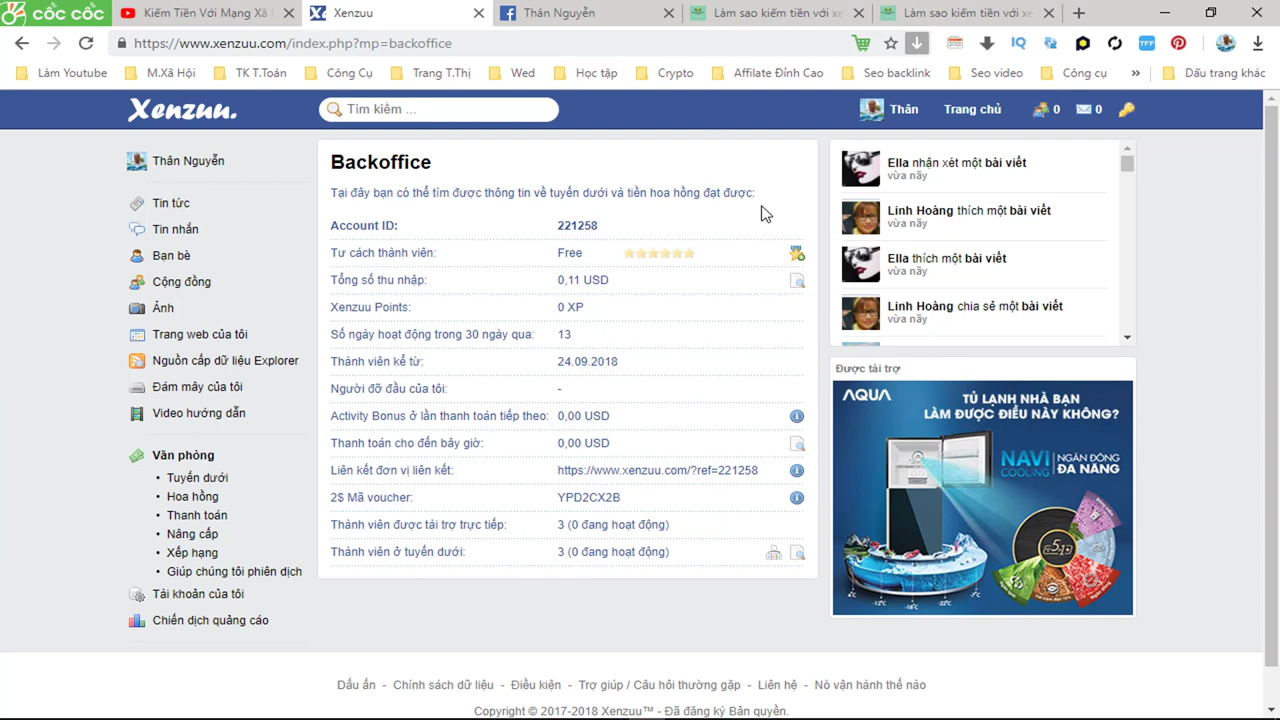 cốc cốc
Kiếm Tiền Với Mạng Xã
Xenzuu
Thân Nguyễn
Làm sao kiếm tiền với xe
Làm sao kiếm tiền với xe
https://www.xenzuu.com/index.php?mp=backoffice
IQ
TFF
Làm Youtube
M.Xã Hội
TK T.Toán
Công Cụ
Trang T.Thị
Wed
Học tập
Crypto
Affilate Đỉnh Cao
Seo backlink
Seo video
Công cụ
»
Dấu trang khác
Xenzuu.
Tìm kiếm ...
Thân
Trang chủ
0
0
Thân Nguyễn
Tin tức
Tin nhắn
Bạn bè
Cộng đồng
Ảnh
Trang web của tôi
Nguồn cấp dữ liệu Explorer
Đám mây của tôi
Video hướng dẫn
Văn phòng
• Tuyến dưới
• Hoa hồng
• Thanh toán
• Nâng cấp
• Xếp hạng
• Giúp chúng tôi phiên dịch
Tài khoản của tôi
Chiến dịch quảng cáo
Backoffice
Tại đây bạn có thể tìm được thông tin về tuyến dưới và tiền hoa hồng đạt được:
Account ID: 221258
Tư cách thành viên: Free
Tổng số thu nhập: 0,11 USD
Xenzuu Points: 0 XP
Số ngày hoạt động trong 30 ngày qua: 13
Thành viên kể từ: 24.09.2018
Người đỡ đầu của tôi: -
Activity Bonus ở lần thanh toán tiếp theo: 0,00 USD
Thanh toán cho đến bây giờ: 0,00 USD
Liên kết đơn vị liên kết: https://www.xenzuu.com/?ref=221258
2$ Mã voucher: YPD2CX2B
Thành viên được tài trợ trực tiếp: 3 (0 đang hoạt động)
Thành viên ở tuyến dưới: 3 (0 đang hoạt động)
Ella nhận xét một bài viết
vừa nãy
Linh Hoàng thích một bài viết
vừa nãy
Ella thích một bài viết
vừa nãy
Linh Hoàng chia sẻ một bài viết
vừa nãy
Được tài trợ
AQUA
TỦ LẠNH NHÀ BẠN
LÀM ĐƯỢC ĐIỀU NÀY KHÔNG?
NAVI
COOLING
NGĂN ĐÔNG
ĐA NĂNG
5 in 1
Dấu ấn - Chính sách dữ liệu - Điều kiện - Trợ giúp / Câu hỏi thường gặp - Liên hệ - Nó vận hành thế nào
Copyright © 2017-2018 Xenzuu™ - Đã đăng ký Bản quyền.